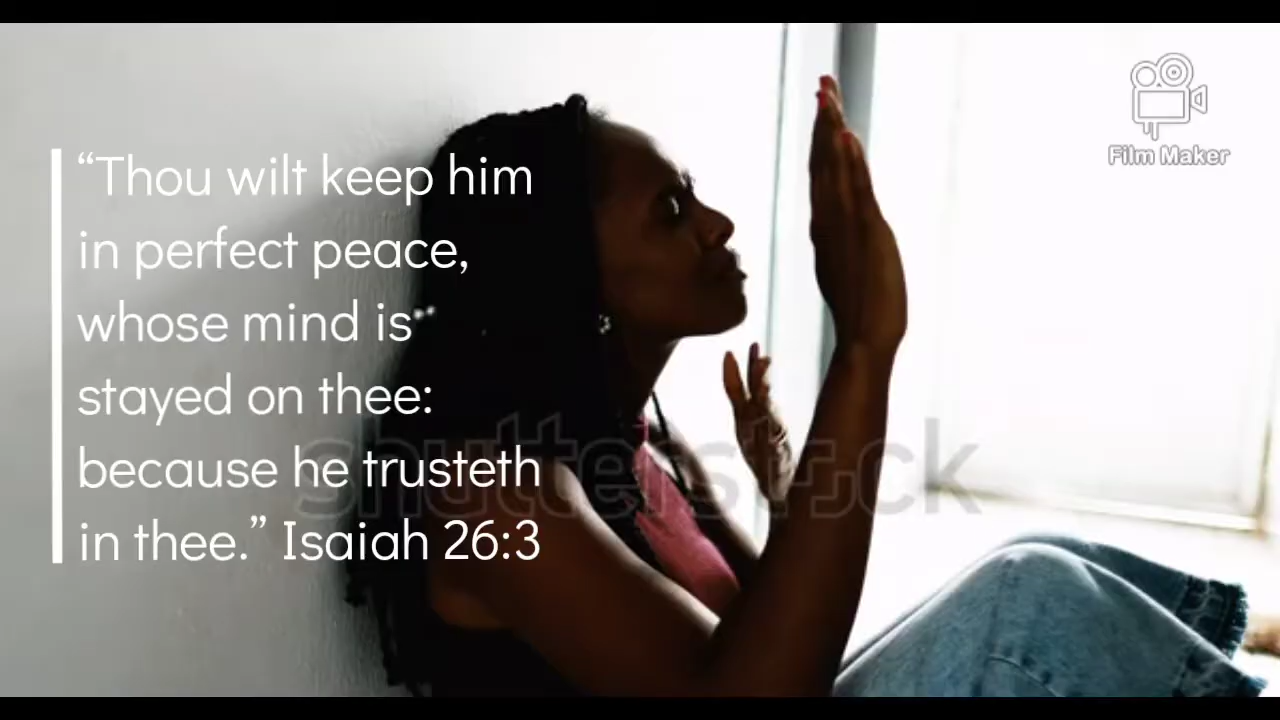 “Thou wilt keep him
in perfect peace,
whose mind is
stayed on thee:
because he trusteth
in thee.” Isaiah 26:3
Film Maker
shutterstock